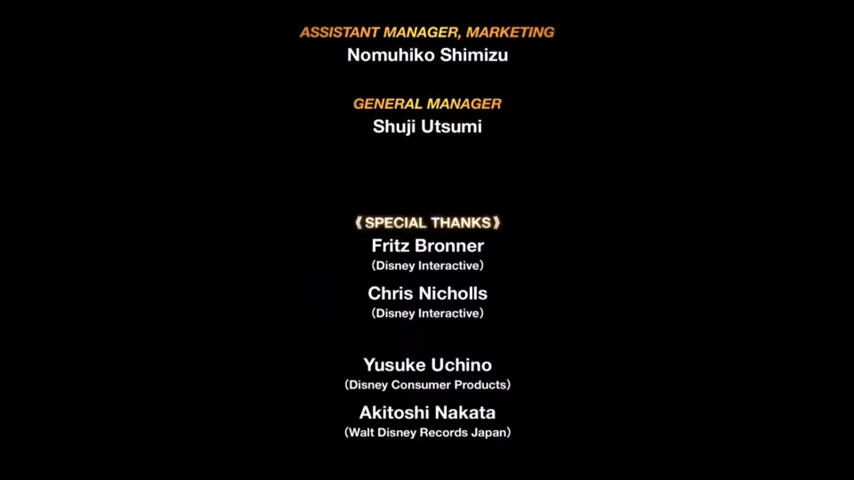 ASSISTANT MANAGER, MARKETING
Nomuhiko Shimizu
GENERAL MANAGER
Shuji Utsumi
《SPECIAL THANKS》
Fritz Bronner
(Disney Interactive)
Chris Nicholls
(Disney Interactive)
Yusuke Uchino
(Disney Consumer Products)
Akitoshi Nakata
(Walt Disney Records Japan)